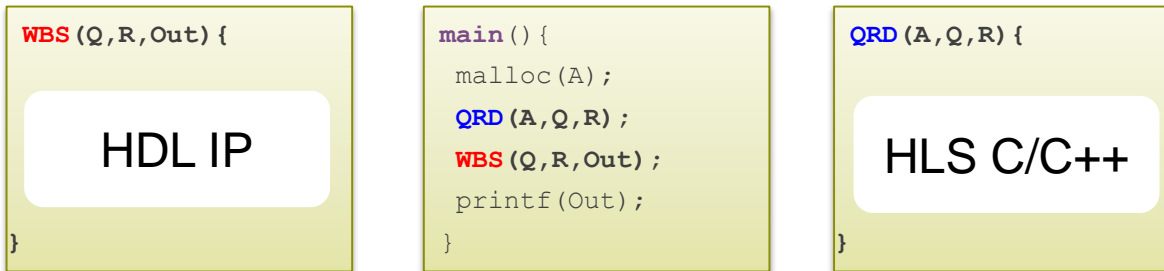 WBS(Q,R,Out){
HDL IP
}
main(){
malloc(A);
QRD(A,Q,R);
WBS(Q,R,Out);
printf(Out);
}
QRD(A,Q,R){
HLS C/C++
}